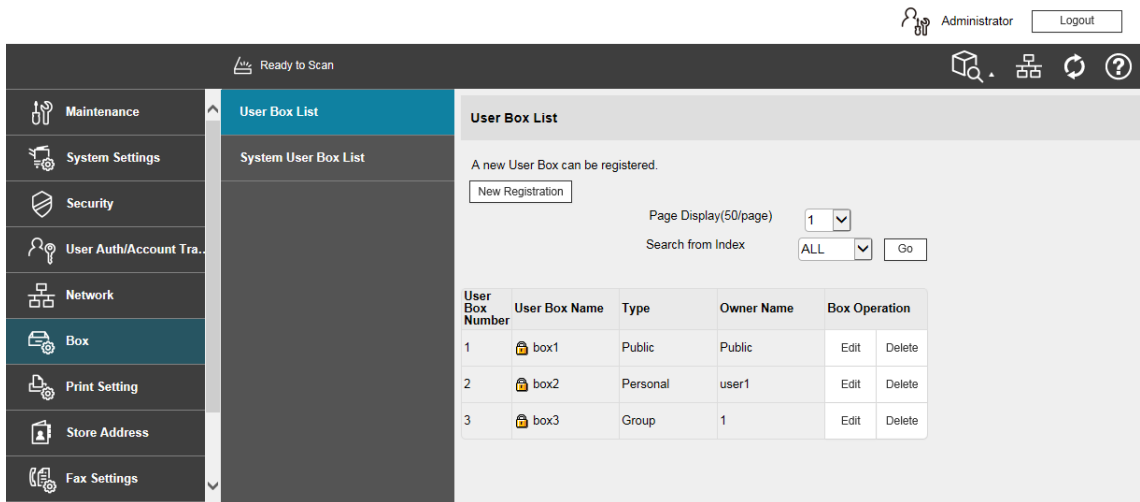 Administrator Logout
Ready to Scan
Maintenance
System Settings
Security
User Auth/Account Tra..
Network
Box
Print Setting
Store Address
Fax Settings
User Box List
System User Box List
User Box List
A new User Box can be registered.
New Registration
Page Display(50/page) 1
Search from Index ALL Go
User Box Number User Box Name Type Owner Name Box Operation
1 box1 Public Public Edit Delete
2 box2 Personal user1 Edit Delete
3 box3 Group 1 Edit Delete